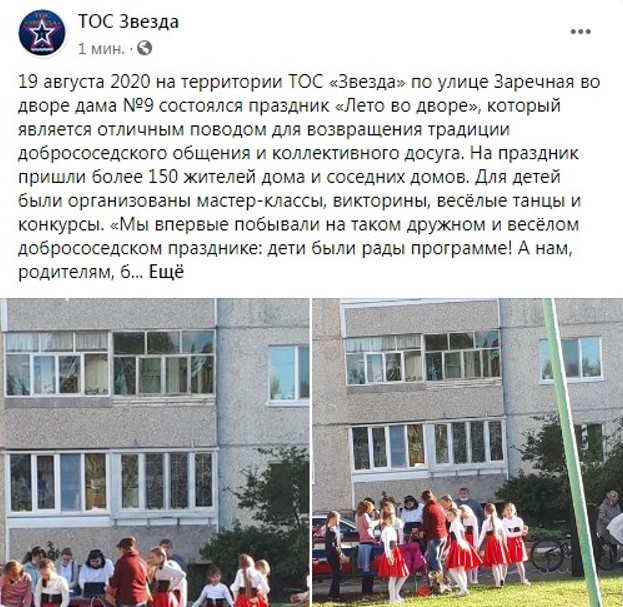 ТОС Звезда
1 мин. ·
19 августа 2020 на территории ТОС «Звезда» по улице Заречная во
дворе дама №9 состоялся праздник «Лето во дворе», который
является отличным поводом для возвращения традиции
добрососедского общения и коллективного досуга. На праздник
пришли более 150 жителей дома и соседних домов. Для детей
были организованы мастер-классы, викторины, весёлые танцы и
конкурсы. «Мы впервые побывали на таком дружном и весёлом
добрососедском празднике: дети были рады программе! А нам,
родителям, б... Ещё